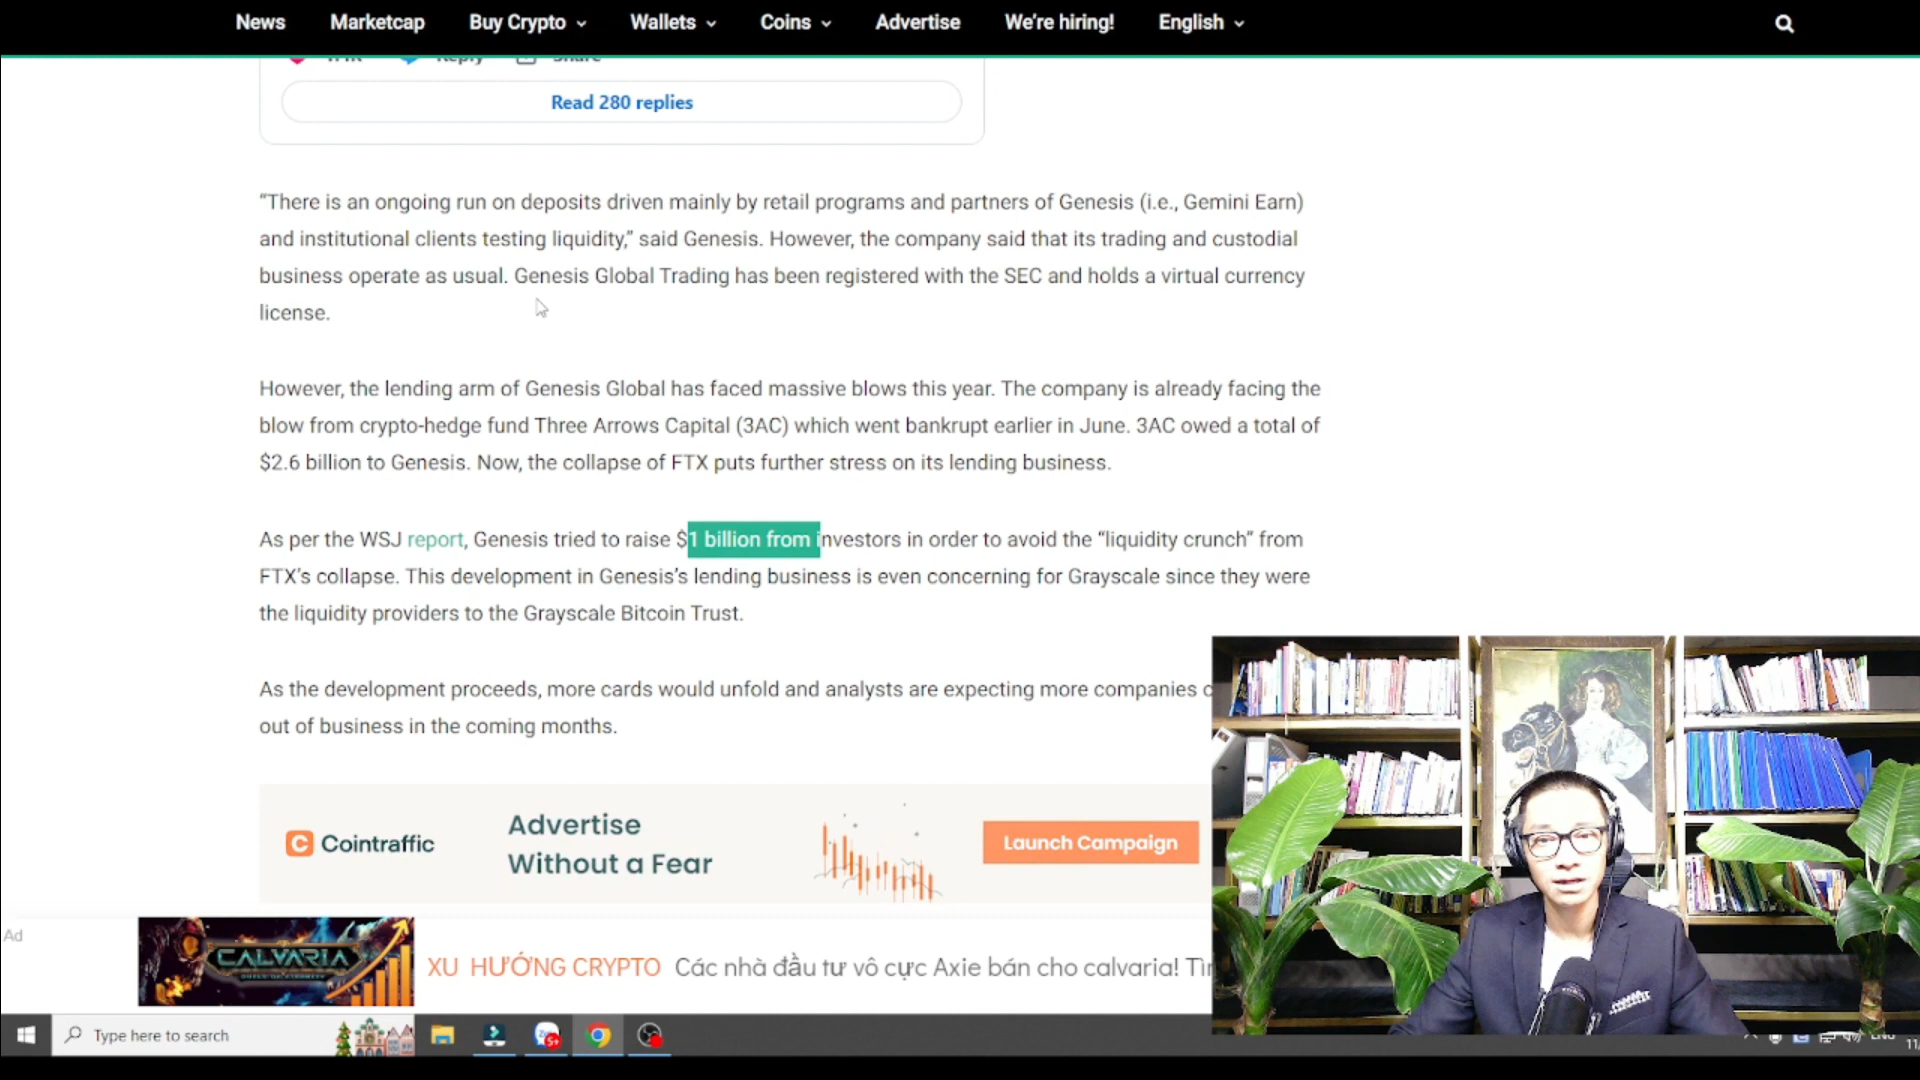 News Marketcap Buy Crypto Wallets Coins Advertise We're hiring! English
Reply Share
Read 280 replies
“There is an ongoing run on deposits driven mainly by retail programs and partners of Genesis (i.e., Gemini Earn)
and institutional clients testing liquidity,” said Genesis. However, the company said that its trading and custodial
business operate as usual. Genesis Global Trading has been registered with the SEC and holds a virtual currency
license.
However, the lending arm of Genesis Global has faced massive blows this year. The company is already facing the
blow from crypto-hedge fund Three Arrows Capital (3AC) which went bankrupt earlier in June. 3AC owed a total of
$2.6 billion to Genesis. Now, the collapse of FTX puts further stress on its lending business.
As per the WSJ report, Genesis tried to raise $1 billion from investors in order to avoid the “liquidity crunch” from
FTX’s collapse. This development in Genesis’s lending business is even concerning for Grayscale since they were
the liquidity providers to the Grayscale Bitcoin Trust.
As the development proceeds, more cards would unfold and analysts are expecting more companies
out of business in the coming months.
Cointraffic
Advertise
Without a Fear
Launch Campaign
Ad
CALVARIA
XU HƯỚNG CRYPTO Các nhà đầu tư vô cực Axie bán cho calvaria!
Type here to search
5+